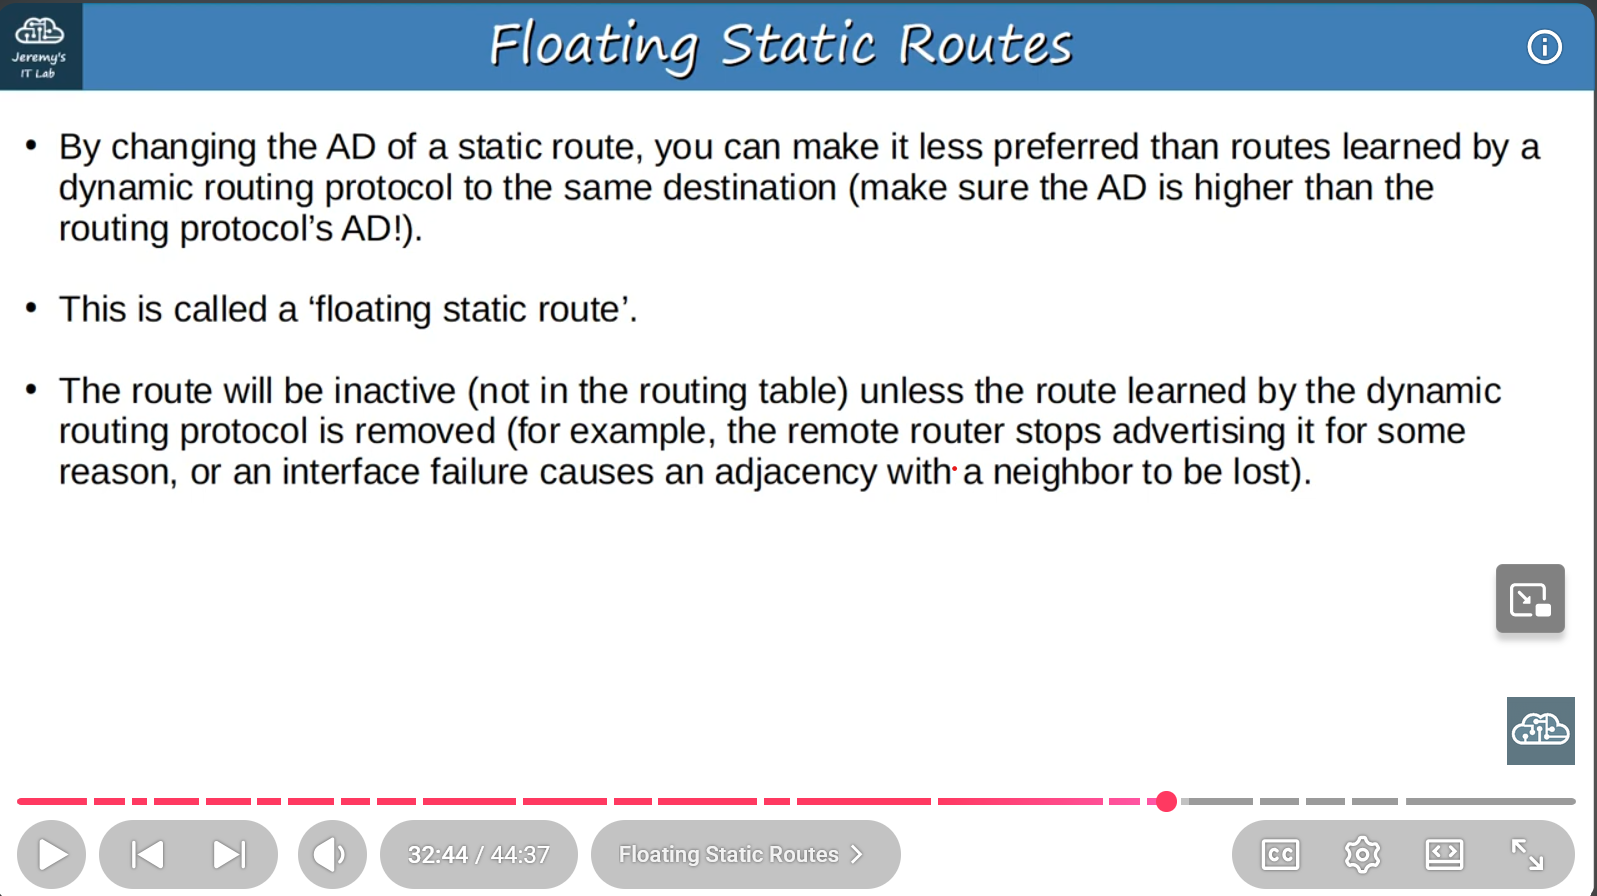 Jeremy's
IT Lab
Floating Static Routes
• By changing the AD of a static route, you can make it less preferred than routes learned by a
dynamic routing protocol to the same destination (make sure the AD is higher than the
routing protocol’s AD!).
• This is called a ‘floating static route’.
• The route will be inactive (not in the routing table) unless the route learned by the dynamic
routing protocol is removed (for example, the remote router stops advertising it for some
reason, or an interface failure causes an adjacency with a neighbor to be lost).
32:44 / 44:37
Floating Static Routes
CC